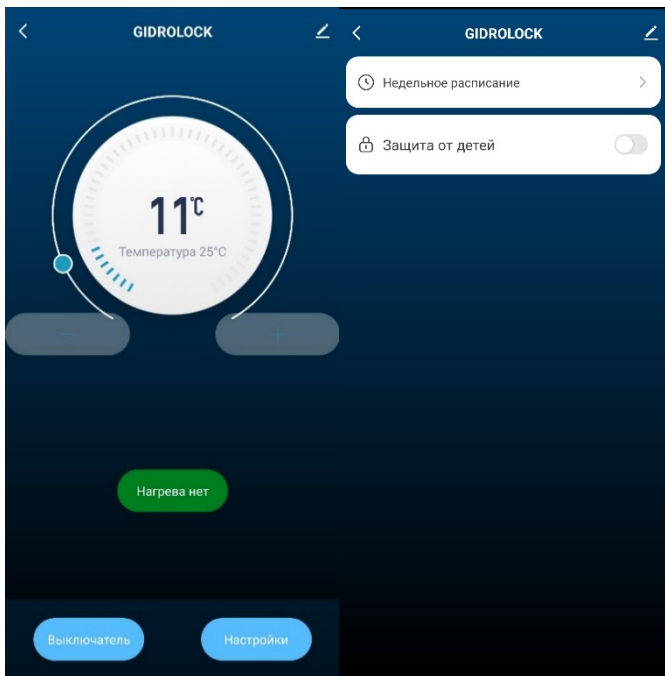 GIDROLOCK
11°C
Температура 25°C
−
+
Нагрева нет
Выключатель
Настройки
GIDROLOCK
Недельное расписание
Защита от детей